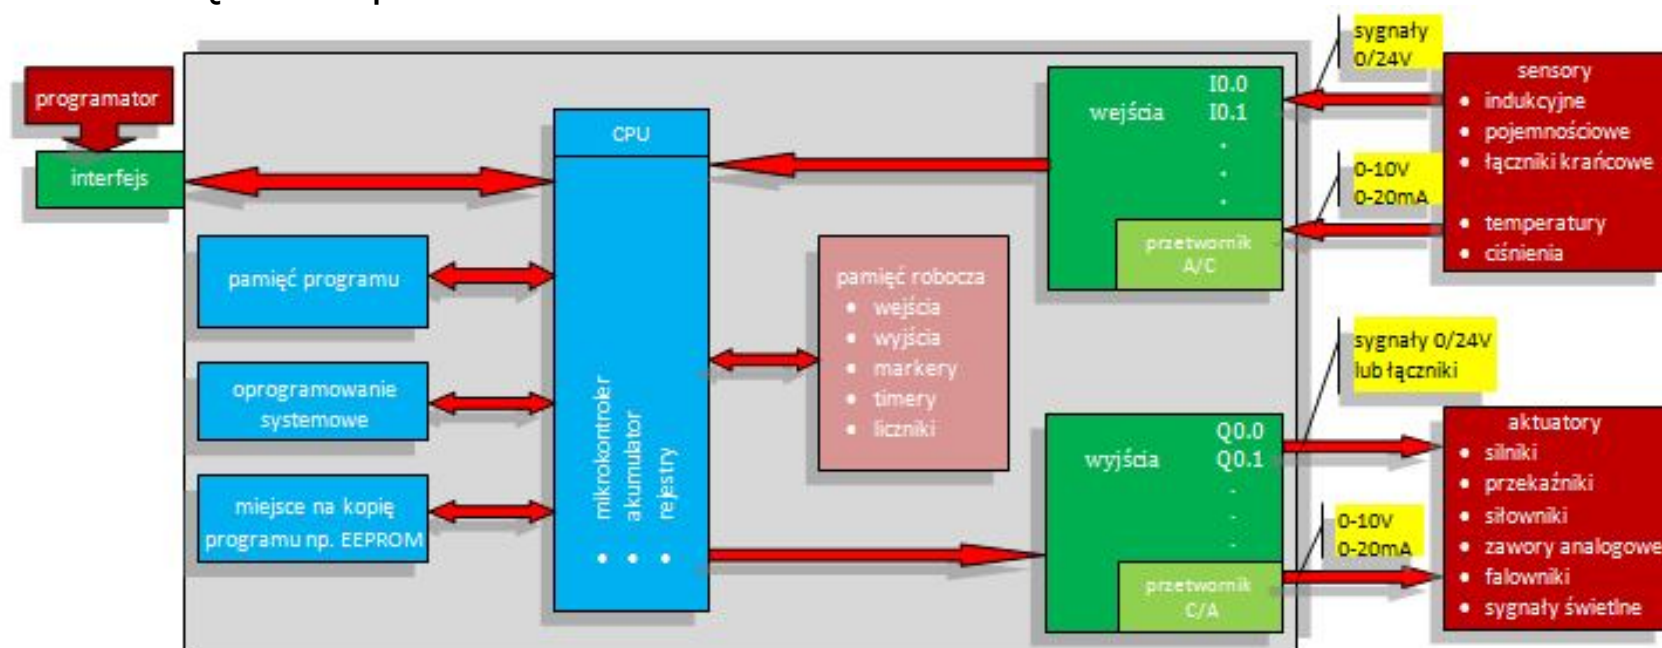 programator
interfejs
CPU
mikrokontroler
akumulator
rejestry
pamięć programu
oprogramowanie
systemowe
miejsce na kopię
programu np. EEPROM
pamięć robocza
• wejścia
• wyjścia
• markery
• timery
• liczniki
wejścia
I0.0
I0.1
przetwornik
A/C
sygnały
0/24V
0-10V
0-20mA
sensory
• indukcyjne
• pojemnościowe
• łączniki krańcowe
• temperatury
• ciśnienia
wyjścia
Q0.0
Q0.1
przetwornik
C/A
sygnały 0/24V
lub łączniki
0-10V
0-20mA
aktuatory
• silniki
• przekaźniki
• siłowniki
• zawory analogowe
• falowniki
• sygnały świetlne